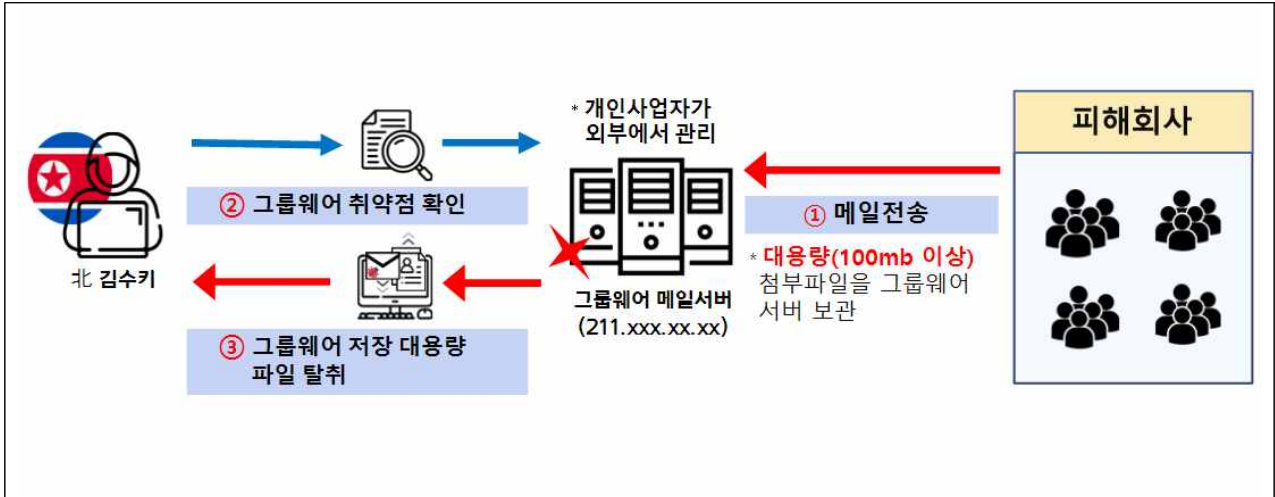 * 개인사업자가
외부에서 관리
피해회사
② 그룹웨어 취약점 확인
① 메일전송
* 대용량(100mb 이상)
첨부파일을 그룹웨어
서버 보관
北 김수키
그룹웨어 메일서버
(211.xxx.xx.xx)
③ 그룹웨어 저장 대용량
파일 탈취